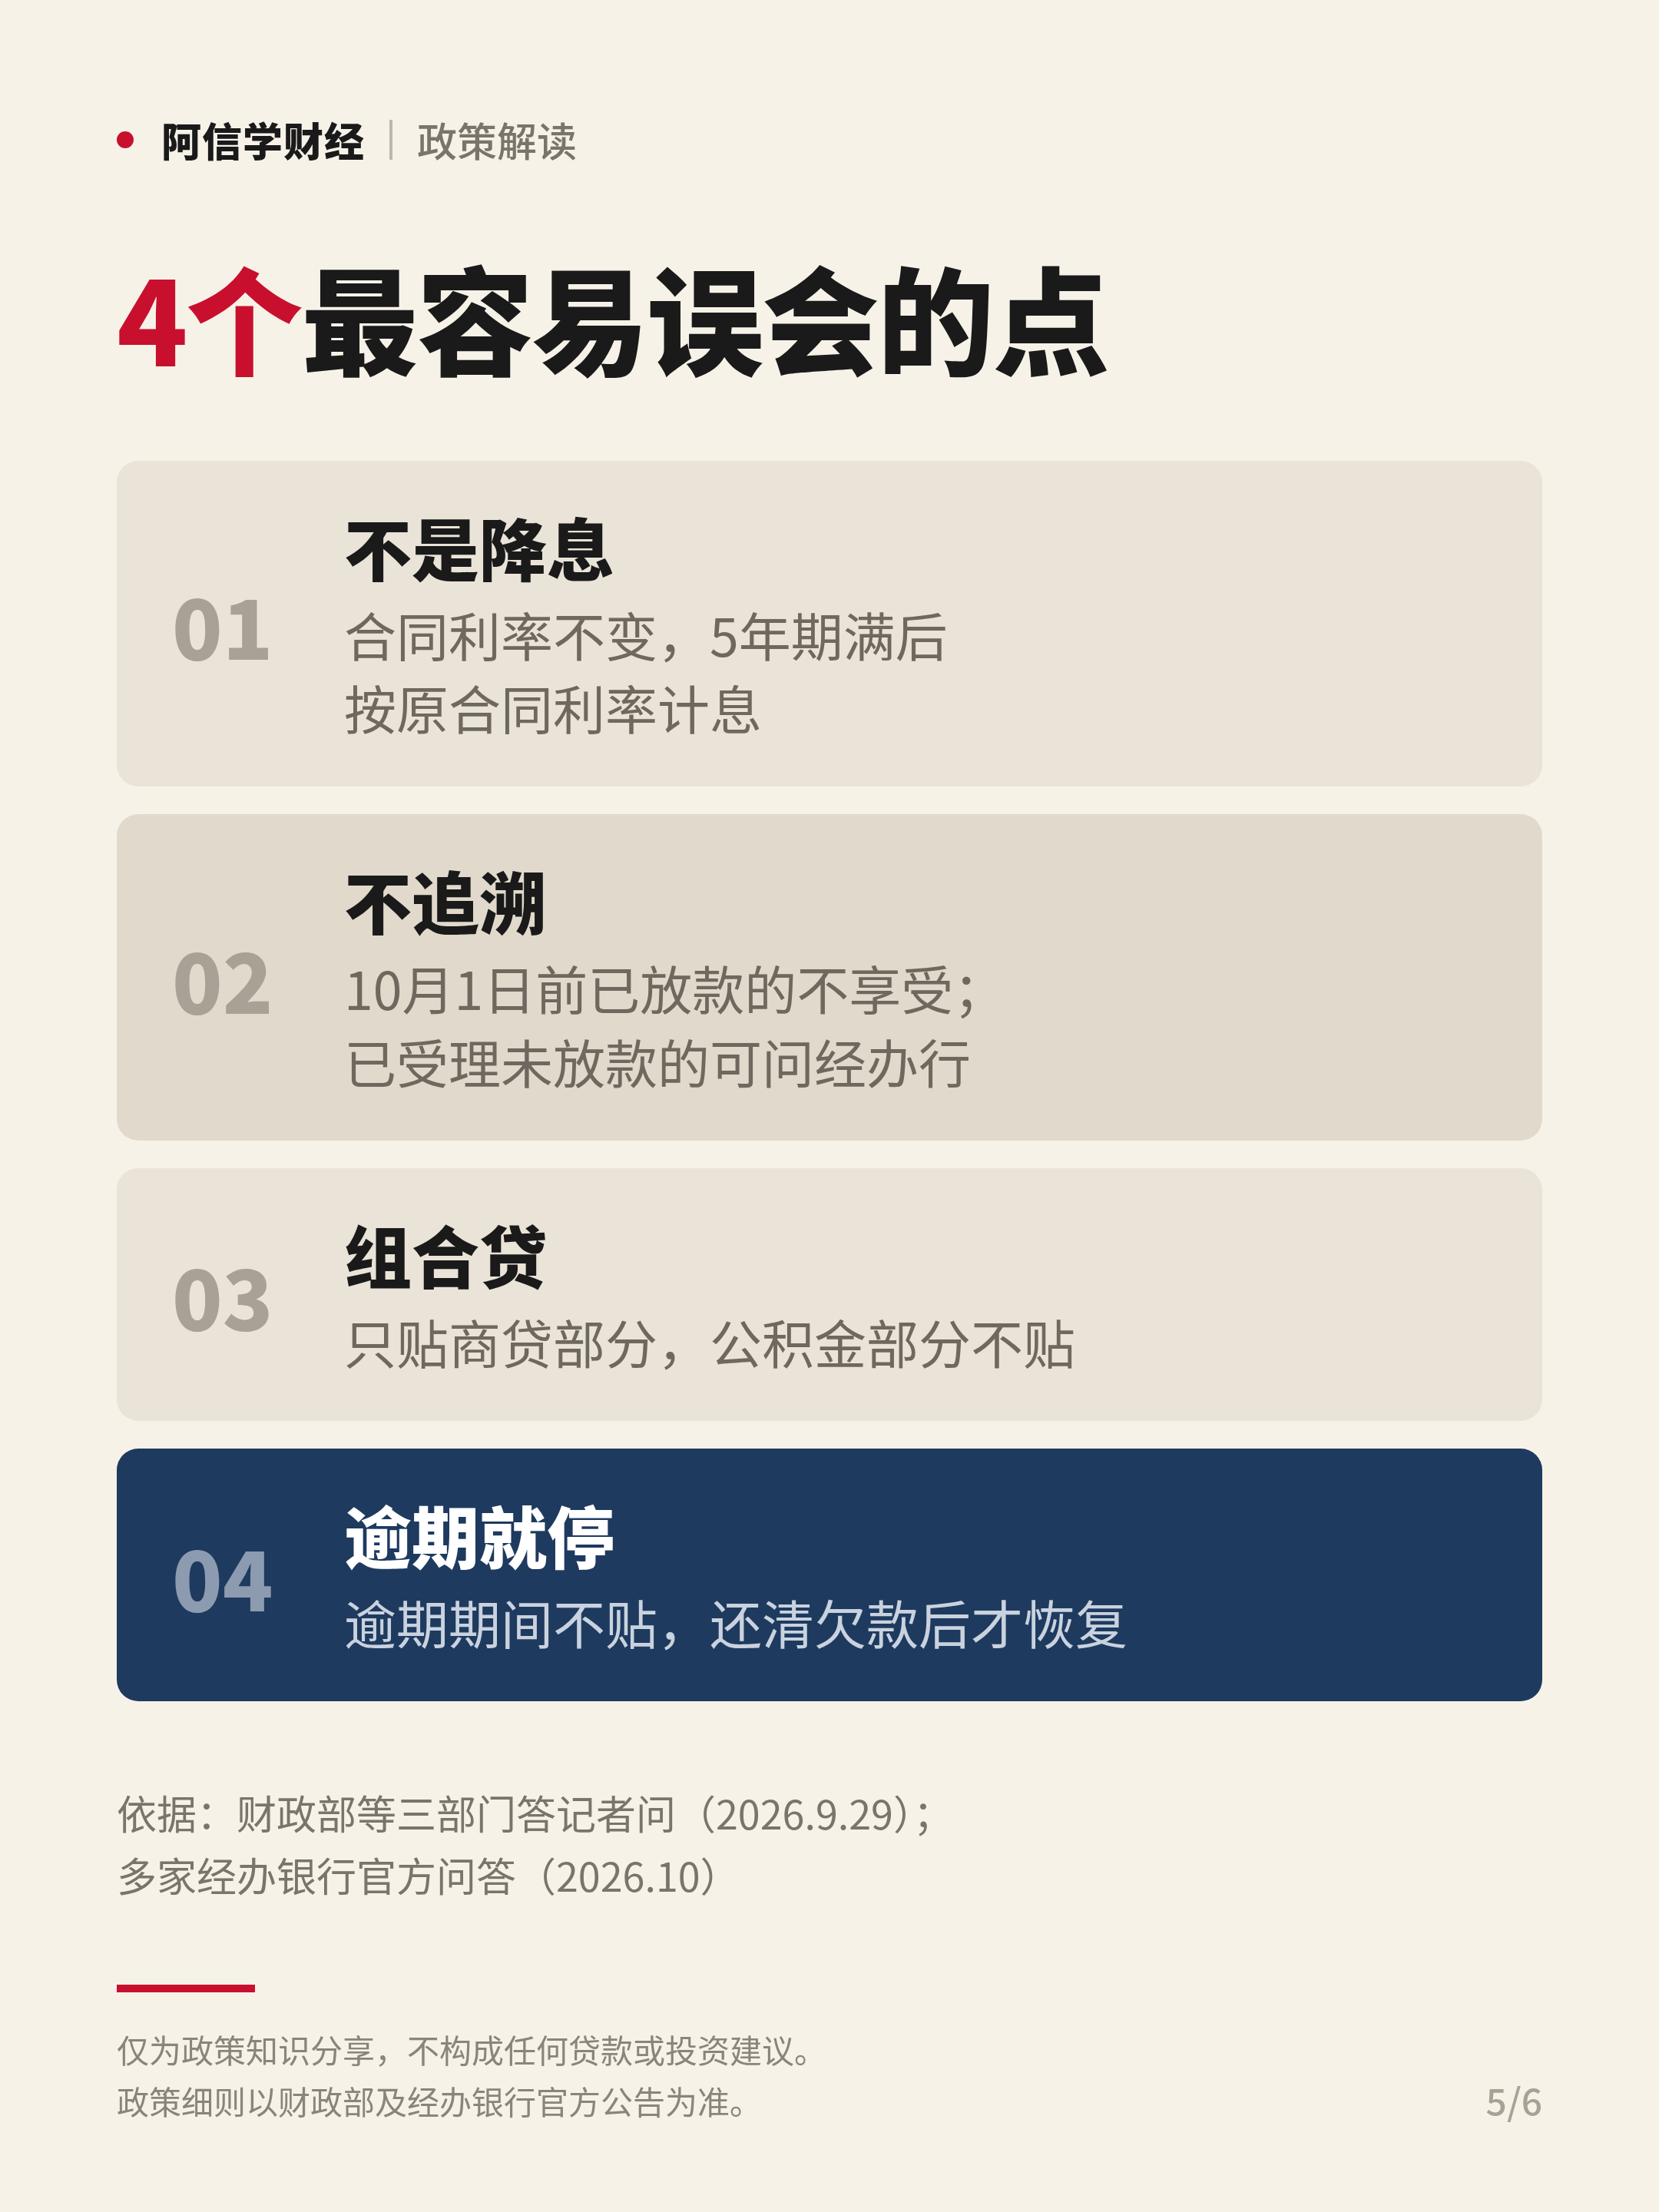 阿信学财经｜政策解读
4个最容易误会的点
01
不是降息
合同利率不变，5年期满后
按原合同利率计息
02
不追溯
10月1日前已放款的不享受；
已受理未放款的可问经办行
03
组合贷
只贴商贷部分，公积金部分不贴
04
逾期就停
逾期期间不贴，还清欠款后才恢复
依据：财政部等三部门答记者问（2026.9.29）；
多家经办银行官方问答（2026.10）
仅为政策知识分享，不构成任何贷款或投资建议。
政策细则以财政部及经办银行官方公告为准。
5/6